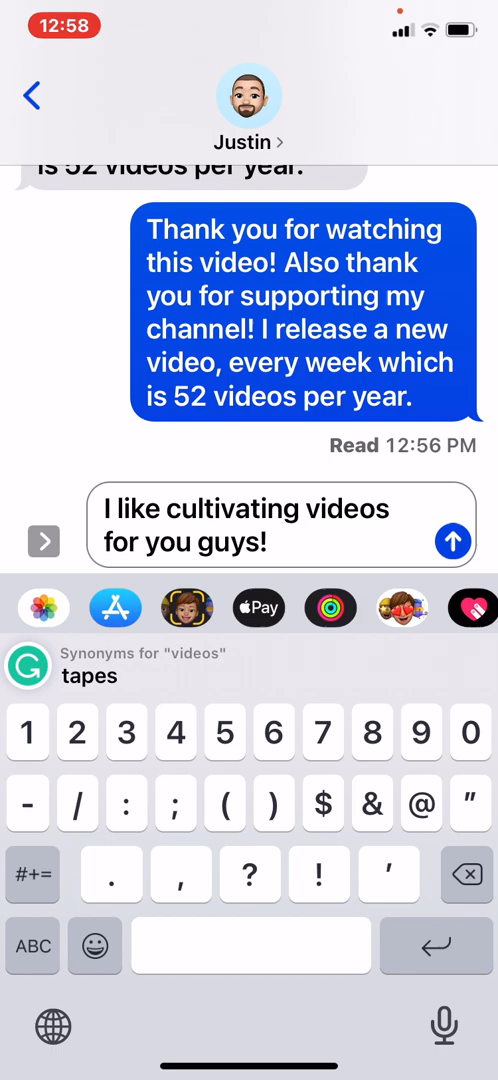 12:58
Justin >
is 52 videos per year.
Thank you for watching
this video! Also thank
you for supporting my
channel! I release a new
video, every week which
is 52 videos per year.
Read 12:56 PM
I like cultivating videos
for you guys!
Pay
Synonyms for "videos"
tapes
1 2 3 4 5 6 7 8 9 0
- / : ; ( ) $ & @ "
#+= . , ? ! '
ABC